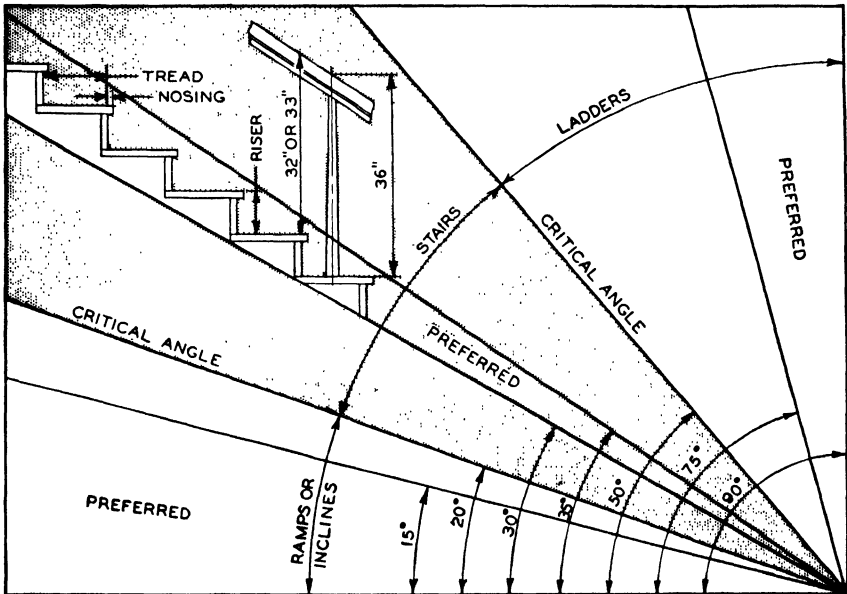 TREAD
NOSING
RISER
32" OR 33"
36"
LADDERS
PREFERRED
STAIRS
CRITICAL ANGLE
CRITICAL ANGLE
PREFERRED
PREFERRED
RAMPS OR
INCLINES
15°
20°
30°
35°
50°
75°
90°